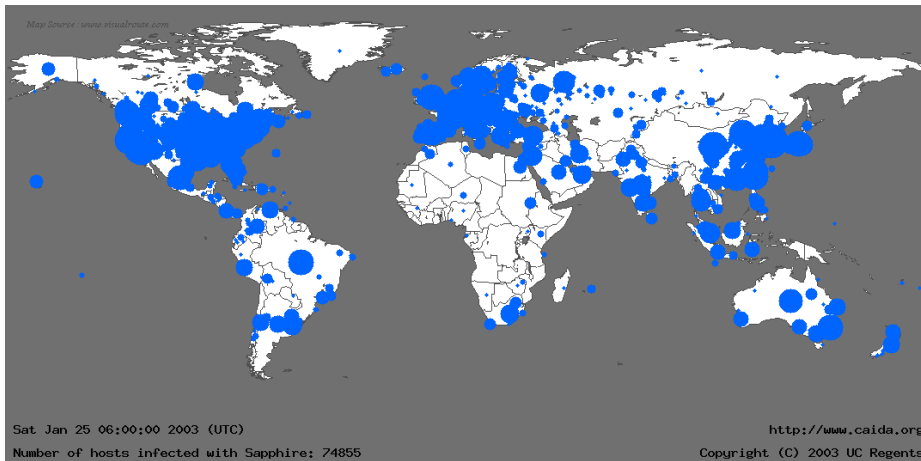 Map Source: www.visualroute.com
Sat Jan 25 06:00:00 2003 (UTC)
http://www.caida.org
Number of hosts infected with Sapphire: 74855
Copyright (C) 2003 UC Regents